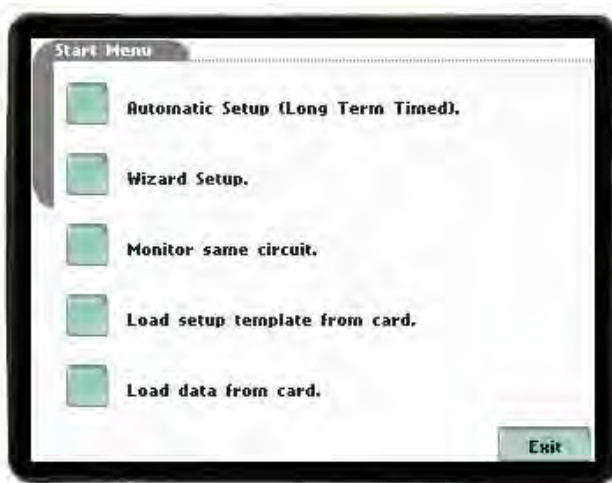 Start Menu
Automatic Setup (Long Term Timed).
Wizard Setup.
Monitor same circuit.
Load setup template from card.
Load data from card.
Exit